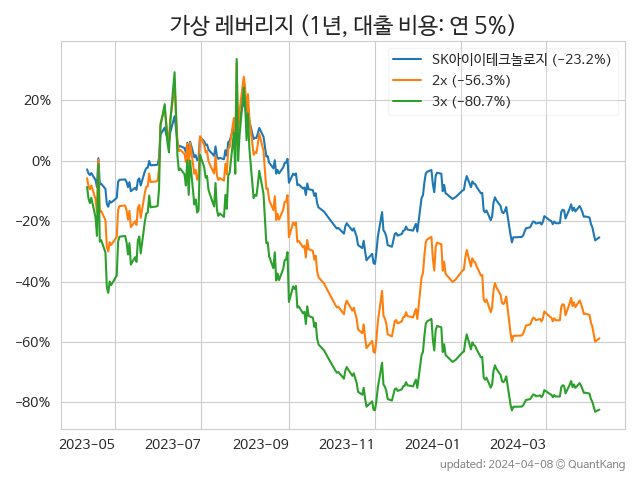 가상 레버리지 (1년, 대출 비용: 연 5%)
SK아이이테크놀로지 (−23.2%)
2x (−56.3%)
3x (−80.7%)
20%
0%
−20%
−40%
−60%
−80%
2023-05 2023-07 2023-09 2023-11 2024-01 2024-03
updated: 2024-04-08 © QuantKang